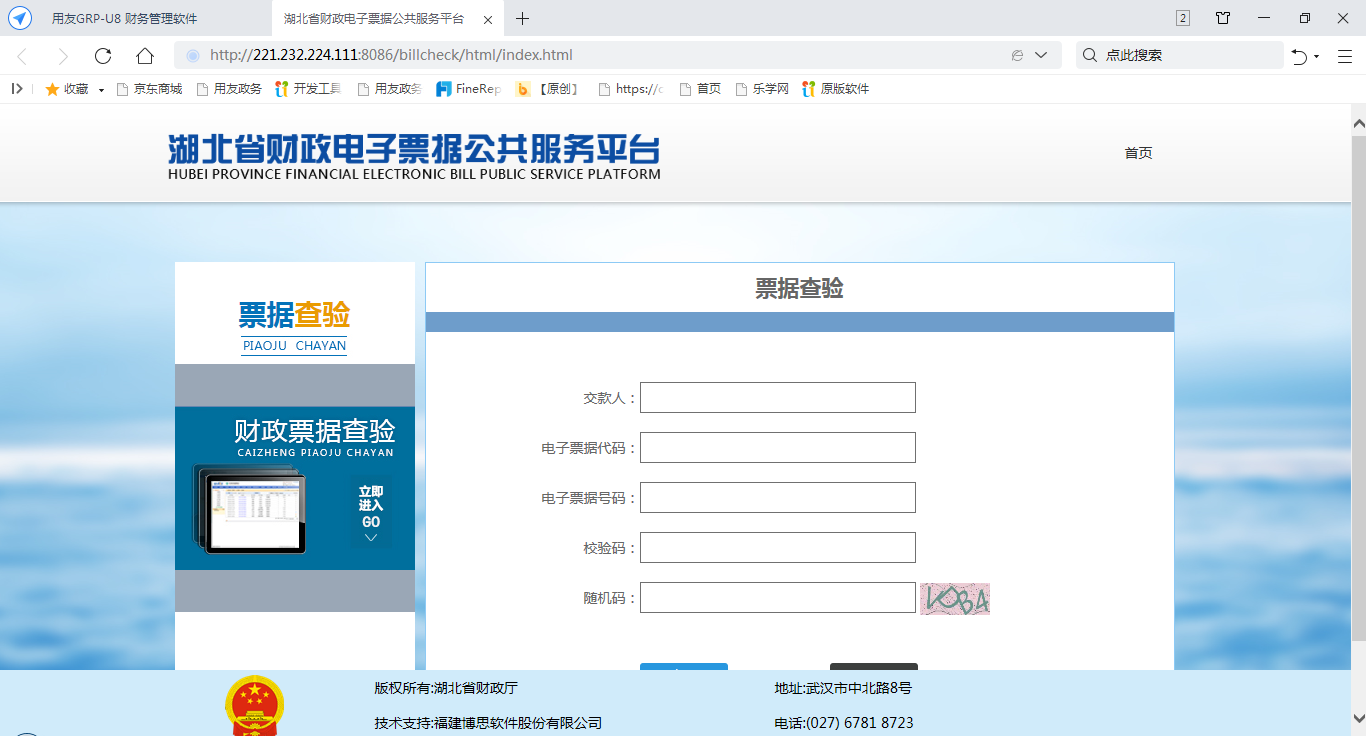 用友GRP-U8 财务管理软件
湖北省财政电子票据公共服务平台
2
http://221.232.224.111:8086/billcheck/html/index.html
点此搜索
收藏
京东商城
用友政务
开发工具
用友政务
FineRep
【原创】
https://c
首页
乐学网
原版软件
湖北省财政电子票据公共服务平台
HUBEI PROVINCE FINANCIAL ELECTRONIC BILL PUBLIC SERVICE PLATFORM
首页
票据查验
PIAOJU CHAYAN
财政票据查验
CAIZHENG PIAOJU CHAYAN
立即
进入
GO
票据查验
交款人：
电子票据代码：
电子票据号码：
校验码：
随机码：
版权所有:湖北省财政厅
地址:武汉市中北路8号
技术支持:福建博思软件股份有限公司
电话:(027) 6781 8723